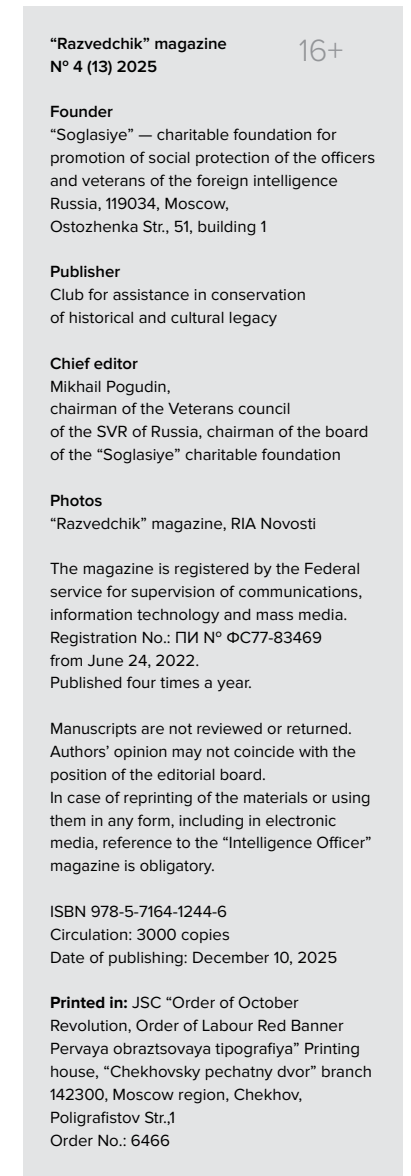 “Razvedchik” magazine
Nº 4 (13) 2025
16+
Founder
“Soglasiye” — charitable foundation for
promotion of social protection of the officers
and veterans of the foreign intelligence
Russia, 119034, Moscow,
Ostozhenka Str., 51, building 1
Publisher
Club for assistance in conservation
of historical and cultural legacy
Chief editor
Mikhail Pogudin,
chairman of the Veterans council
of the SVR of Russia, chairman of the board
of the “Soglasiye” charitable foundation
Photos
“Razvedchik” magazine, RIA Novosti
The magazine is registered by the Federal
service for supervision of communications,
information technology and mass media.
Registration No.: ПИ Nº ФС77-83469
from June 24, 2022.
Published four times a year.
Manuscripts are not reviewed or returned.
Authors’ opinion may not coincide with the
position of the editorial board.
In case of reprinting of the materials or using
them in any form, including in electronic
media, reference to the “Intelligence Officer”
magazine is obligatory.
ISBN 978-5-7164-1244-6
Circulation: 3000 copies
Date of publishing: December 10, 2025
Printed in: JSC “Order of October
Revolution, Order of Labour Red Banner
Pervaya obraztsovaya tipografiya” Printing
house, “Chekhovsky pechatny dvor” branch
142300, Moscow region, Chekhov,
Poligrafistov Str.,1
Order No.: 6466